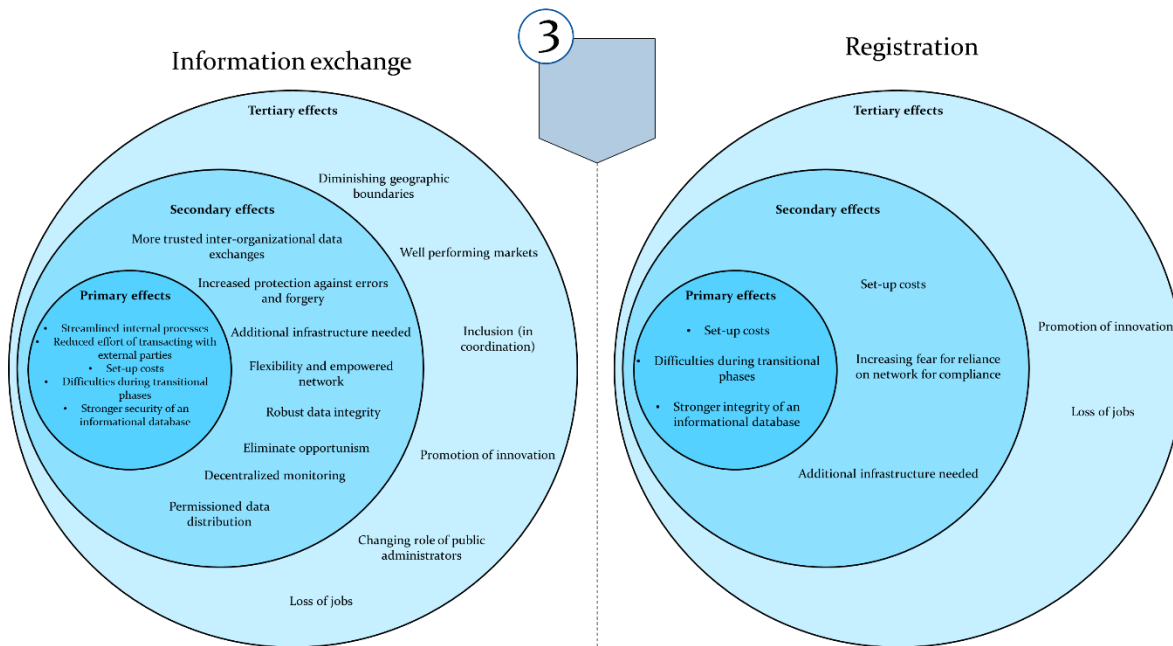 3
Information exchange
Tertiary effects
Diminishing geographic
boundaries
Secondary effects
More trusted inter-organizational data
exchanges
Well performing markets
Increased protection against errors
and forgery
Primary effects
• Streamlined internal processes
• Reduced effort of transacting with
external parties
• Set-up costs
• Difficulties during transitional
phases
• Stronger security of an
informational database
Additional infrastructure needed
Inclusion (in
coordination)
Flexibility and empowered
network
Robust data integrity
Eliminate opportunism
Promotion of innovation
Decentralized monitoring
Permissioned data
distribution
Changing role of public
administrators
Loss of jobs
Registration
Tertiary effects
Secondary effects
Set-up costs
Primary effects
• Set-up costs
• Difficulties during transitional
phases
• Stronger integrity of an
informational database
Promotion of innovation
Increasing fear for reliance
on network for compliance
Loss of jobs
Additional infrastructure needed